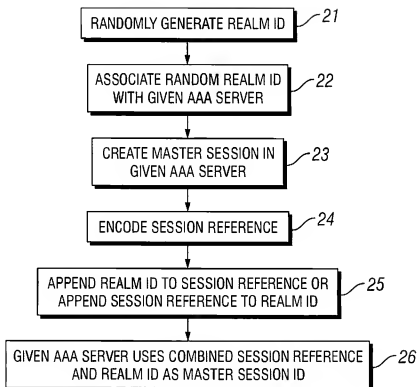 RANDOMLY GENERATE REALM ID
21
ASSOCIATE RANDOM REALM ID
WITH GIVEN AAA SERVER
22
CREATE MASTER SESSION IN
GIVEN AAA SERVER
23
ENCODE SESSION REFERENCE
24
APPEND REALM ID TO SESSION REFERENCE OR
APPEND SESSION REFERENCE TO REALM ID
25
GIVEN AAA SERVER USES COMBINED SESSION REFERENCE
AND REALM ID AS MASTER SESSION ID
26